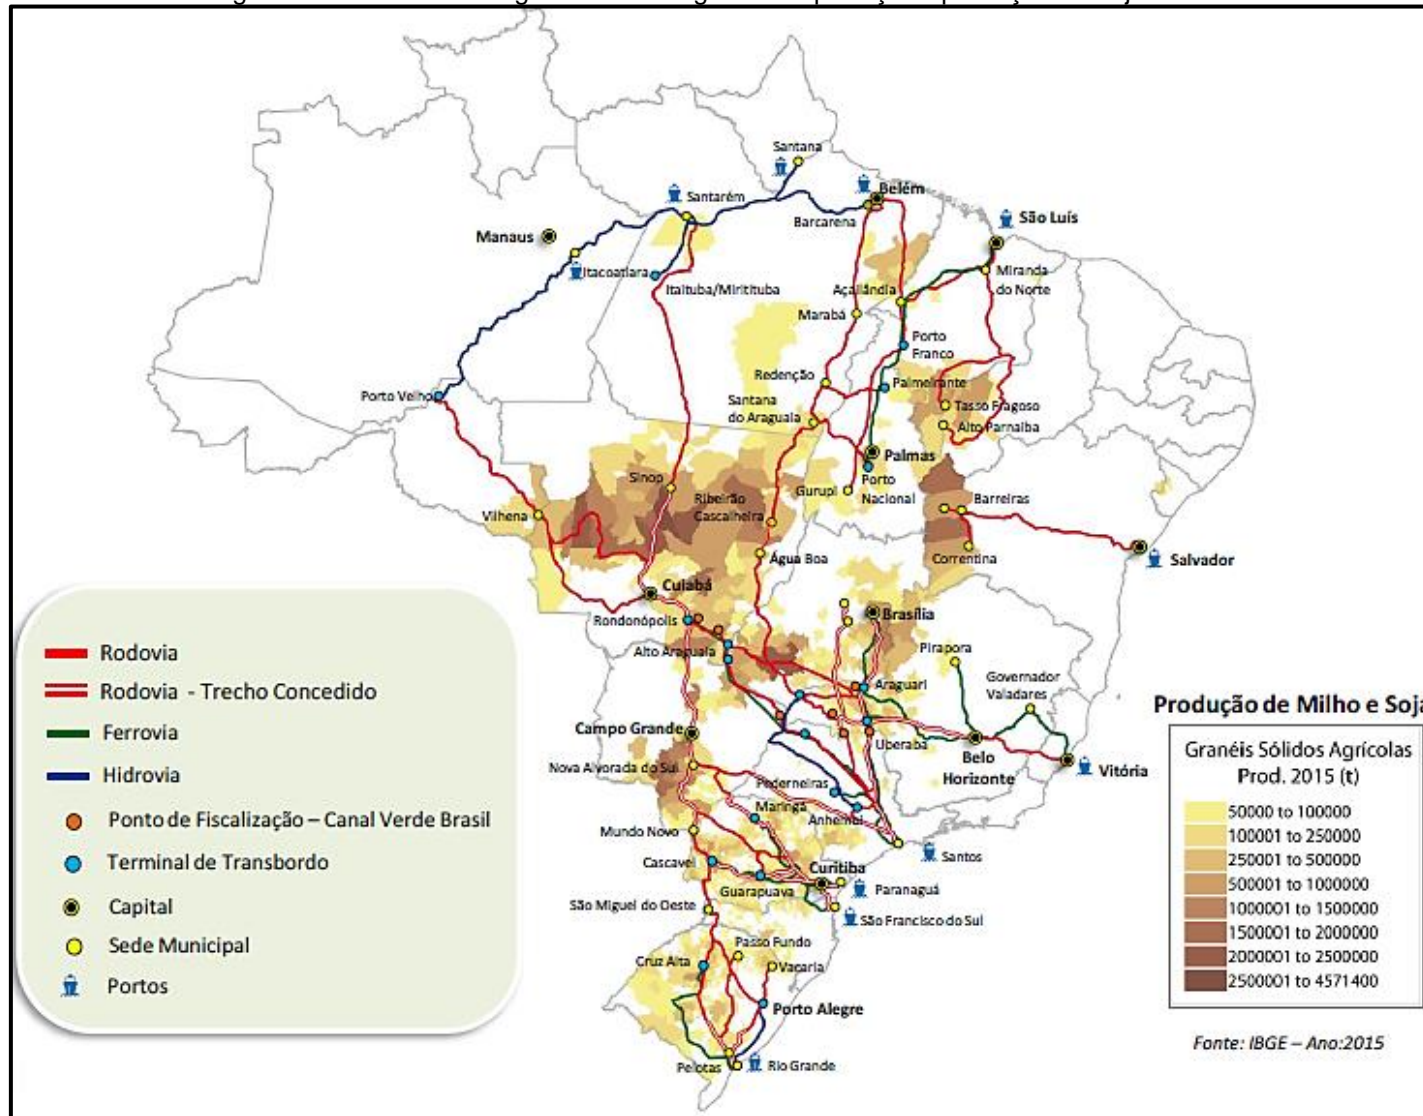 Santana
Santarém
Belém
Barcarena
São Luís
Manaus
Itacoatiara
Itaituba/Miritituba
Açailândia
Miranda
do Norte
Marabá
Porto
Franco
Redenção
Palmeirante
Porto Velho
Santana
do Araguaia
Tasso Fragoso
Alto Parnaíba
Palmas
Sinop
Ribeirão
Cascalheira
Gurupi
Porto
Nacional
Barreiras
Vilhena
Correntina
Salvador
Água Boa
Cuiabá
Brasília
Rondonópolis
Pirapora
Alto Araguaia
Araguari
Governador
Valadares
Campo Grande
Uberaba
Belo
Horizonte
Vitória
Nova Alvorada do Sul
Pederneiras
Maringá
Anhembi
Mundo Novo
Santos
Cascavel
Curitiba
Guarapuava
Paranaguá
São Miguel do Oeste
São Francisco do Sul
Passo Fundo
Cruz Alta
Vacaria
Porto Alegre
Pelotas
Rio Grande
Rodovia
Rodovia - Trecho Concedido
Ferrovia
Hidrovia
Ponto de Fiscalização – Canal Verde Brasil
Terminal de Transbordo
Capital
Sede Municipal
Portos
Produção de Milho e Soja
Granéis Sólidos Agrícolas
Prod. 2015 (t)
50000 to 100000
100001 to 250000
250001 to 500000
500001 to 1000000
1000001 to 1500000
1500001 to 2000000
2000001 to 2500000
2500001 to 4571400
Fonte: IBGE – Ano:2015